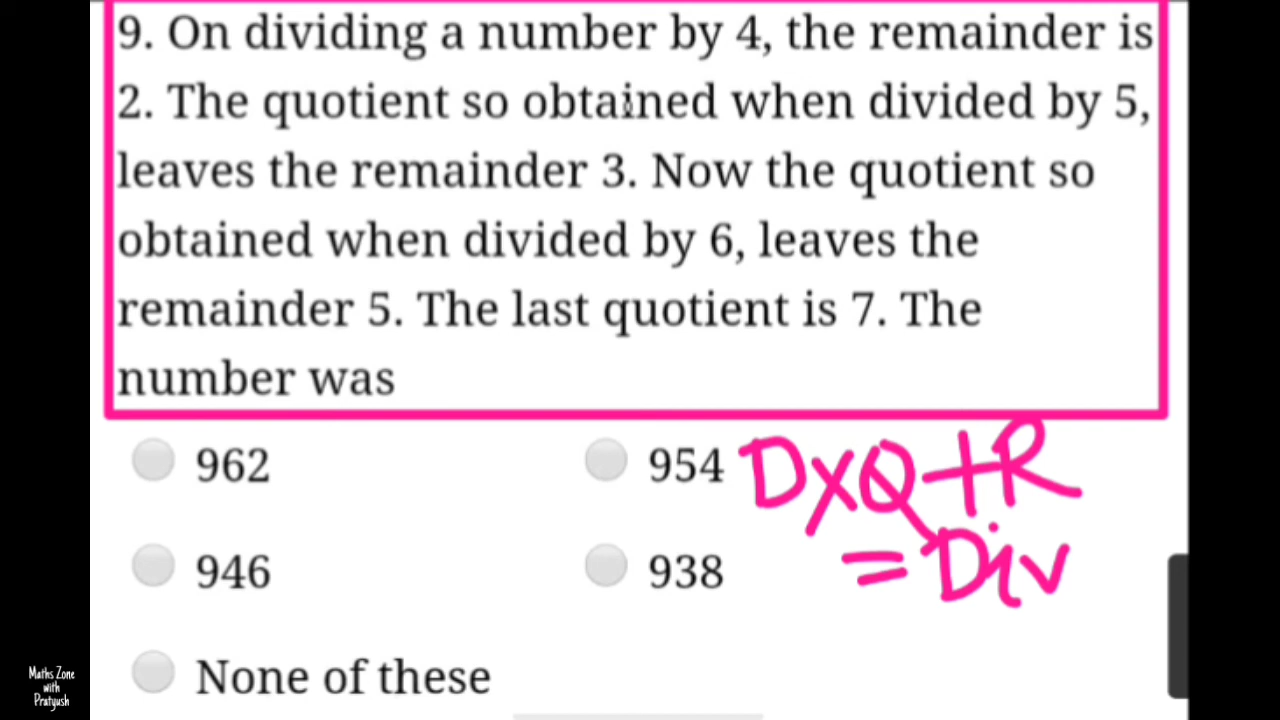 9. On dividing a number by 4, the remainder is
2. The quotient so obtained when divided by 5,
leaves the remainder 3. Now the quotient so
obtained when divided by 6, leaves the
remainder 5. The last quotient is 7. The
number was
962
954
D×Q+R
= Div
946
938
None of these
Maths Zone
with
Pratyush